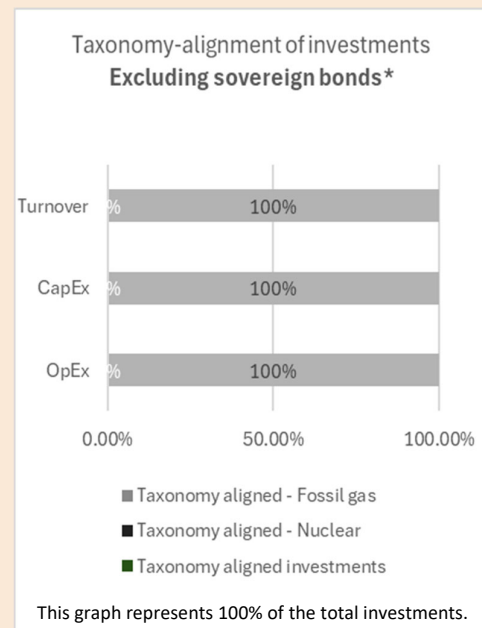 Taxonomy-alignment of investments
Excluding sovereign bonds*
Turnover % 100%
CapEx % 100%
OpEx % 100%
0.00% 50.00% 100.00%
Taxonomy aligned - Fossil gas
Taxonomy aligned - Nuclear
Taxonomy aligned investments
This graph represents 100% of the total investments.